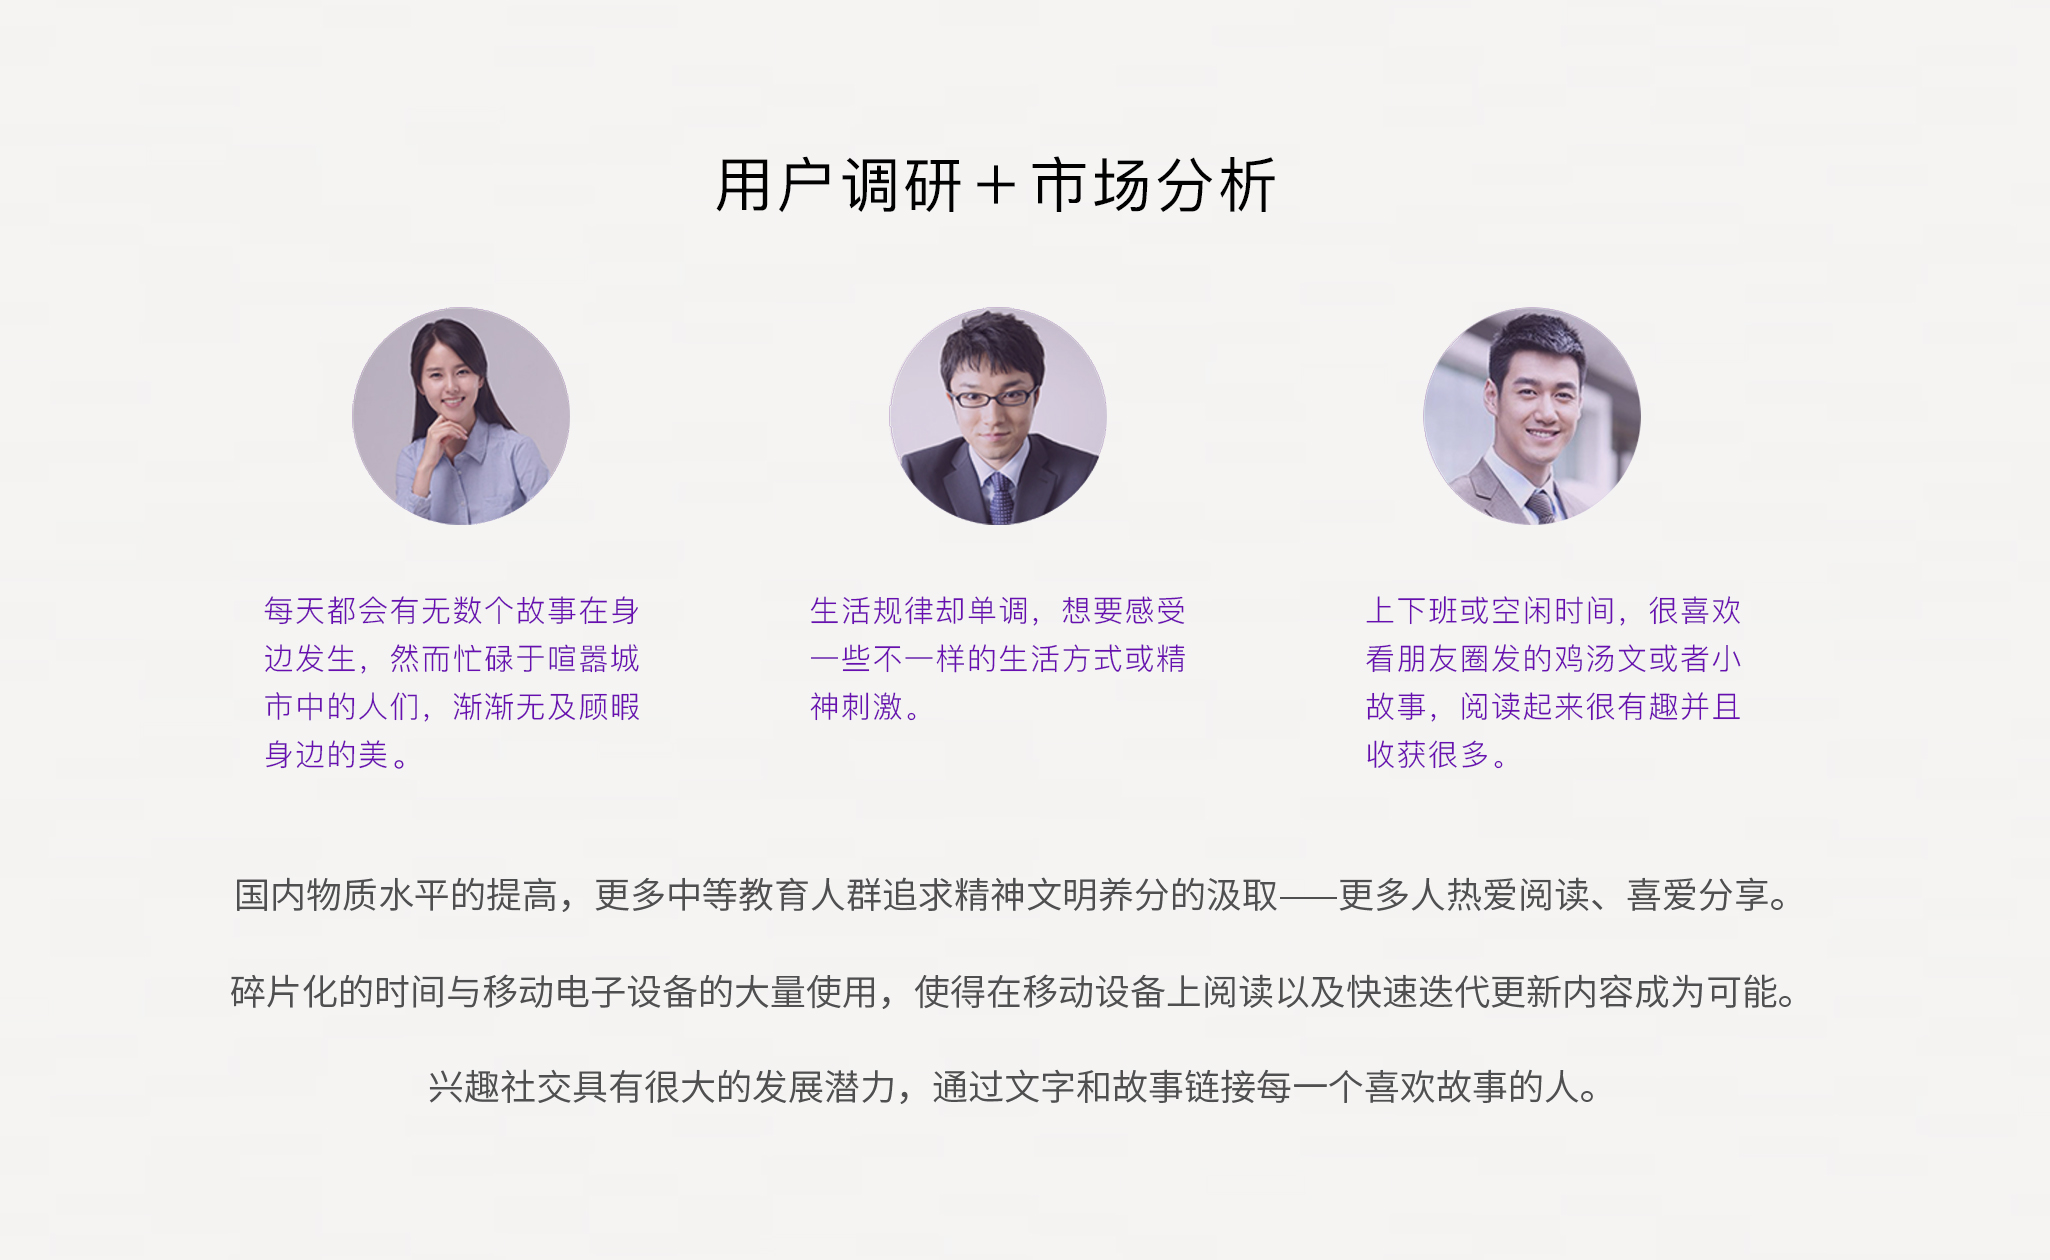 用户调研＋市场分析
每天都会有无数个故事在身
边发生，然而忙碌于喧嚣城
市中的人们，渐渐无及顾暇
身边的美。
生活规律却单调，想要感受
一些不一样的生活方式或精
神刺激。
上下班或空闲时间，很喜欢
看朋友圈发的鸡汤文或者小
故事，阅读起来很有趣并且
收获很多。
国内物质水平的提高，更多中等教育人群追求精神文明养分的汲取——更多人热爱阅读、喜爱分享。
碎片化的时间与移动电子设备的大量使用，使得在移动设备上阅读以及快速迭代更新内容成为可能。
兴趣社交具有很大的发展潜力，通过文字和故事链接每一个喜欢故事的人。